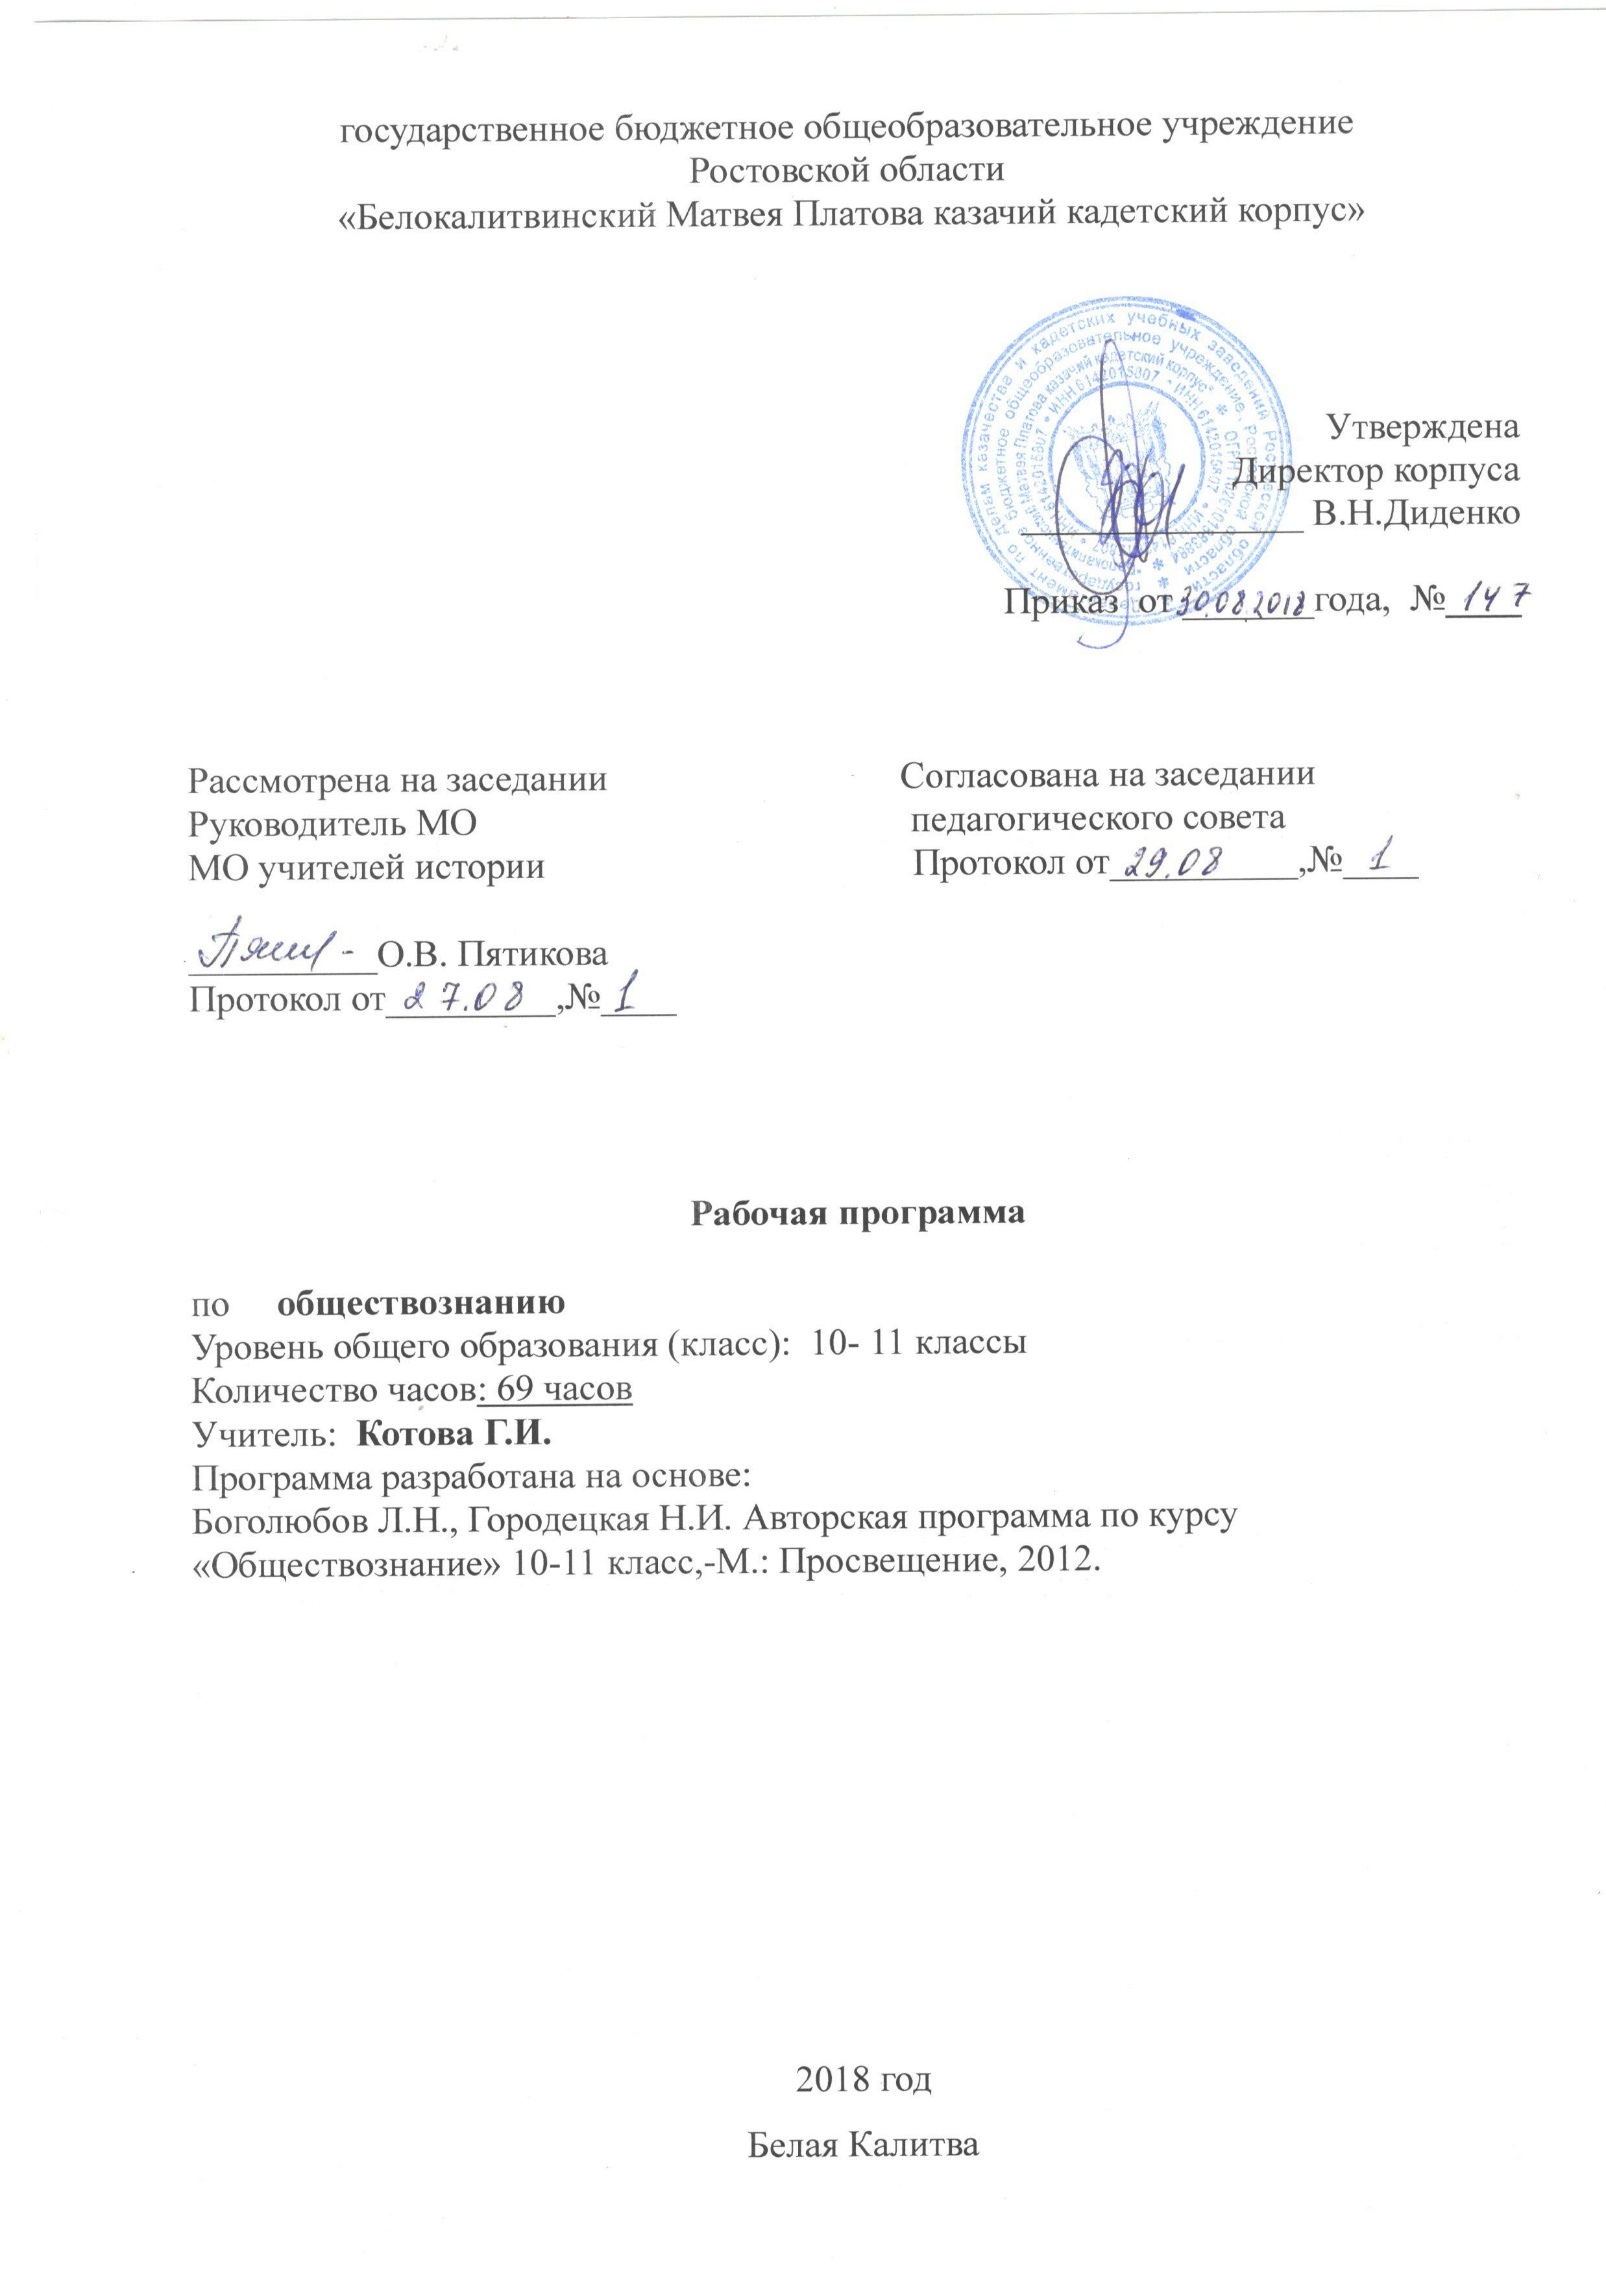 государственное бюджетное общеобразовательное учреждение
Ростовской области
«Белокалитвинский Матвея Платова казачий кадетский корпус»
Утверждена
Директор корпуса
В.Н.Диденко
Приказ от 30.08.2018 года, № 147
Рассмотрена на заседании
Руководитель МО
МО учителей истории
О.В. Пятикова
Протокол от 27.08, № 1
Согласована на заседании
педагогического совета
Протокол от 29.08, № 1
Рабочая программа
по обществознанию
Уровень общего образования (класс): 10- 11 классы
Количество часов: 69 часов
Учитель: Котова Г.И.
Программа разработана на основе:
Боголюбов Л.Н., Городецкая Н.И. Авторская программа по курсу
«Обществознание» 10-11 класс,-М.: Просвещение, 2012.
2018 год
Белая Калитва